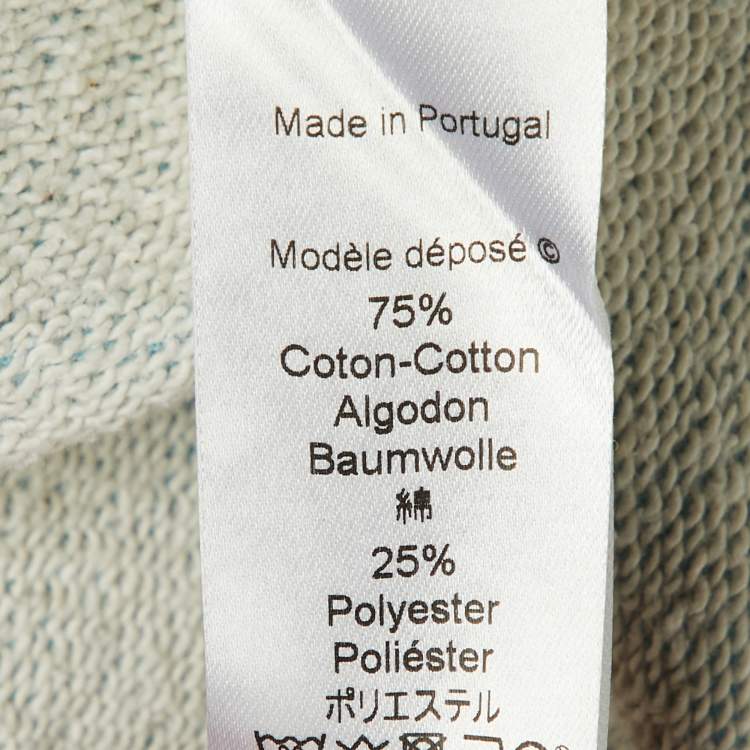 Made in Portugal
Modèle déposé ©
75%
Coton-Cotton
Algodon
Baumwolle
綿
25%
Polyester
Poliéster
ポリエステル